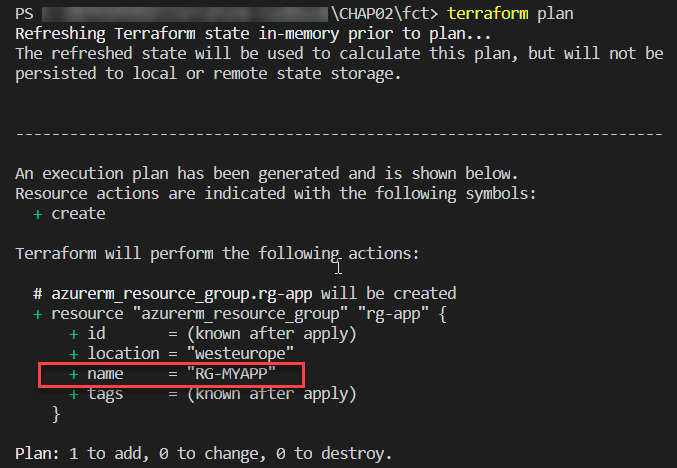 PS \CHAP02\fct> terraform plan
Refreshing Terraform state in-memory prior to plan...
The refreshed state will be used to calculate this plan, but will not be
persisted to local or remote state storage.
------------------------------------------------------------------------
An execution plan has been generated and is shown below.
Resource actions are indicated with the following symbols:
+ create
Terraform will perform the following actions:
# azurerm_resource_group.rg-app will be created
+ resource "azurerm_resource_group" "rg-app" {
+ id       = (known after apply)
+ location = "westeurope"
+ name     = "RG-MYAPP"
+ tags     = (known after apply)
}
Plan: 1 to add, 0 to change, 0 to destroy.